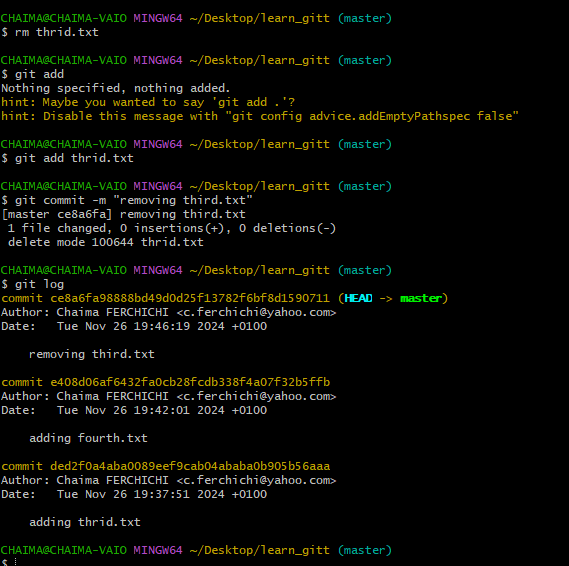 CHAIMA@CHAIMA-VAIO MINGW64 ~/Desktop/learn_gitt (master)
$ rm thrid.txt
CHAIMA@CHAIMA-VAIO MINGW64 ~/Desktop/learn_gitt (master)
$ git add
Nothing specified, nothing added.
hint: Maybe you wanted to say 'git add .'?
hint: Disable this message with "git config advice.addEmptyPathspec false"
CHAIMA@CHAIMA-VAIO MINGW64 ~/Desktop/learn_gitt (master)
$ git add thrid.txt
CHAIMA@CHAIMA-VAIO MINGW64 ~/Desktop/learn_gitt (master)
$ git commit -m "removing third.txt"
[master ce8a6fa] removing third.txt
 1 file changed, 0 insertions(+), 0 deletions(-)
 delete mode 100644 thrid.txt
CHAIMA@CHAIMA-VAIO MINGW64 ~/Desktop/learn_gitt (master)
$ git log
commit ce8a6fa98888bd49d0d25f13782f6bf8d1590711 (HEAD -> master)
Author: Chaima FERCHICHI <c.ferchichi@yahoo.com>
Date:   Tue Nov 26 19:46:19 2024 +0100
    removing third.txt
commit e408d06af6432fa0cb28fcdb338f4a07f32b5ffb
Author: Chaima FERCHICHI <c.ferchichi@yahoo.com>
Date:   Tue Nov 26 19:42:01 2024 +0100
    adding fourth.txt
commit ded2f0a4aba0089eef9cab04ababa0b905b56aaa
Author: Chaima FERCHICHI <c.ferchichi@yahoo.com>
Date:   Tue Nov 26 19:37:51 2024 +0100
    adding thrid.txt
CHAIMA@CHAIMA-VAIO MINGW64 ~/Desktop/learn_gitt (master)
$